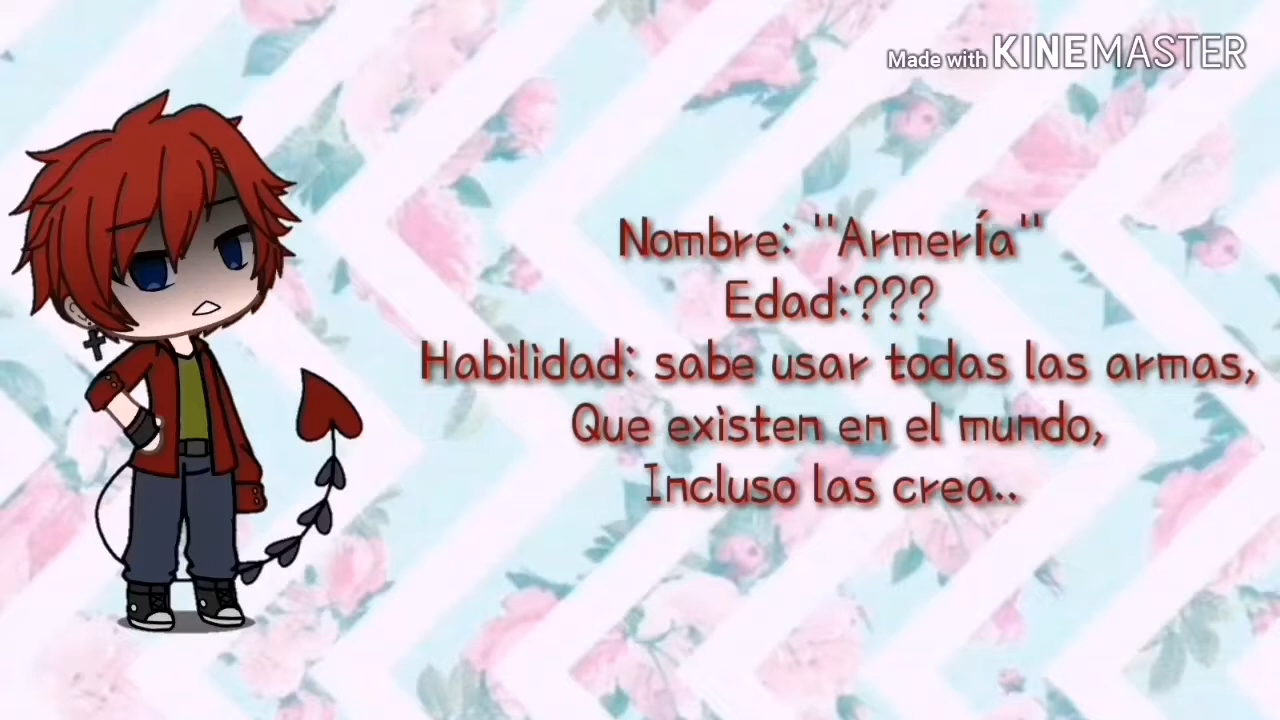 Made with KINEMASTER
Nombre: "Armería"
Edad:???
Habilidad: sabe usar todas las armas,
Que existen en el mundo,
Incluso las crea..